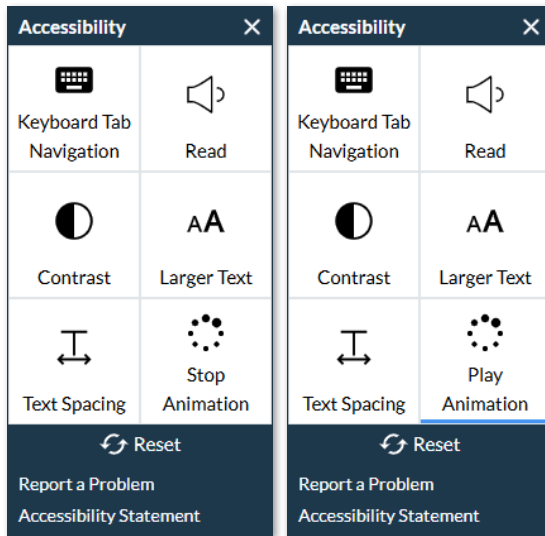 Accessibility
Keyboard Tab
Navigation
Read
Contrast
AA
Larger Text
Text Spacing
Stop
Animation
Reset
Report a Problem
Accessibility Statement
Accessibility
Keyboard Tab
Navigation
Read
Contrast
AA
Larger Text
Text Spacing
Play
Animation
Reset
Report a Problem
Accessibility Statement